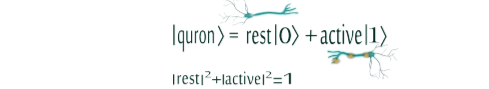 |quron⟩ = rest|0⟩ + active|1⟩
|rest|²+|active|²=1